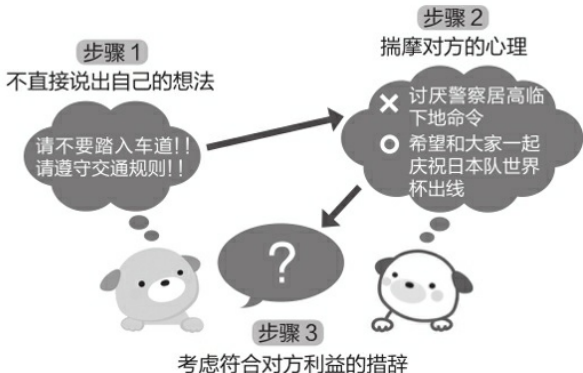 步骤1
不直接说出自己的想法
请不要踏入车道!!
请遵守交通规则!!
步骤2
揣摩对方的心理
× 讨厌警察居高临
下地命令
○ 希望和大家一起
庆祝日本队世界
杯出线
?
步骤3
考虑符合对方利益的措辞